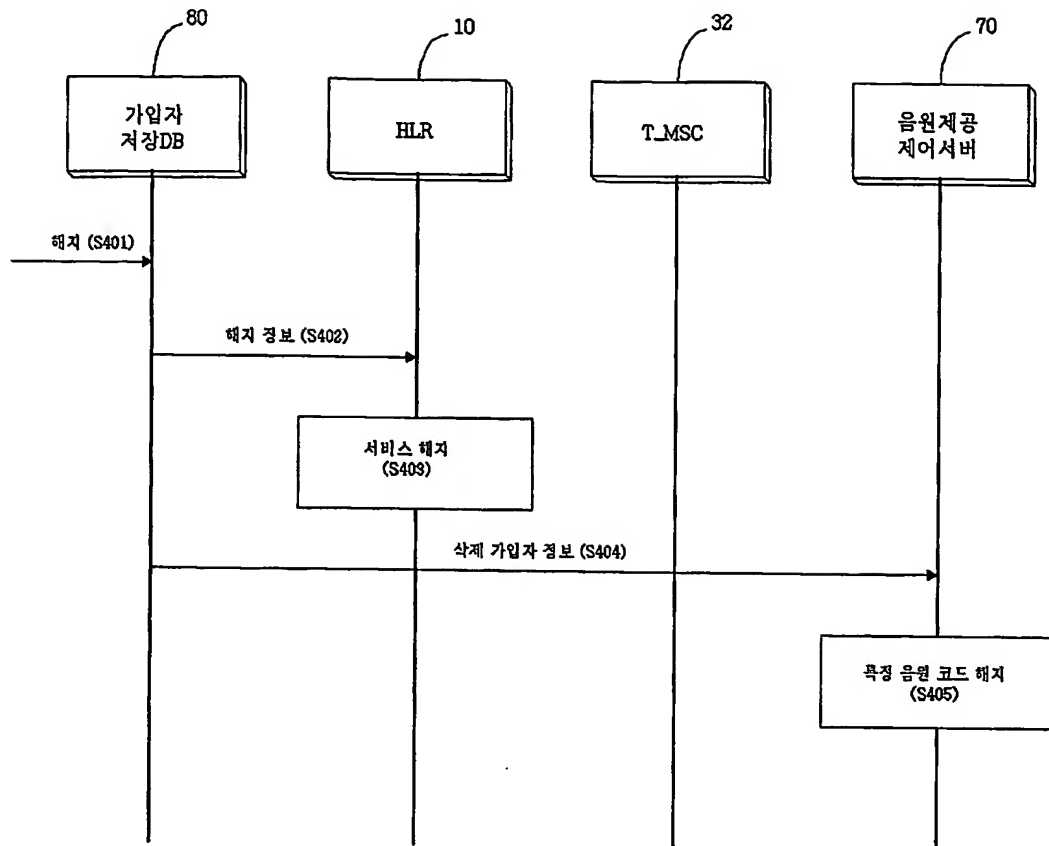 80
10
32
70
가입자
저장DB
HLR
T_MSC
음원제공
제어서버
해지 (S401)
해지 정보 (S402)
서비스 해지
(S403)
삭제 가입자 정보 (S404)
특정 음원 코드 해지
(S405)